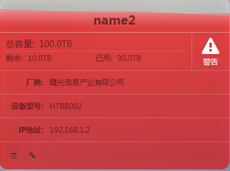 name2
总容量: 100.0TB
剩余: 10.0TB 已用: 90.0TB
警告
厂商: 曙光信息产业有限公司
设备型号: HTBB002
IP地址: 192.168.1.2